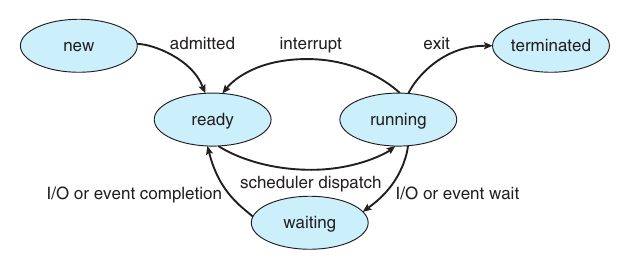 new
admitted
interrupt
exit
terminated
ready
running
I/O or event completion
scheduler dispatch
I/O or event wait
waiting